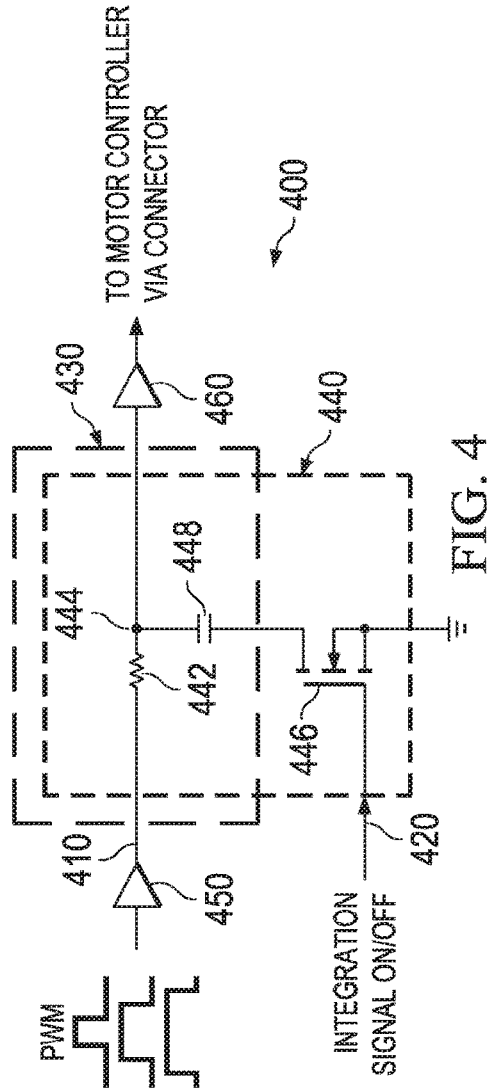 PWM
450
410
444
442
448
430
460
TO MOTOR CONTROLLER
VIA CONNECTOR
400
INTEGRATION
SIGNAL ON/OFF
420
446
440
FIG. 4